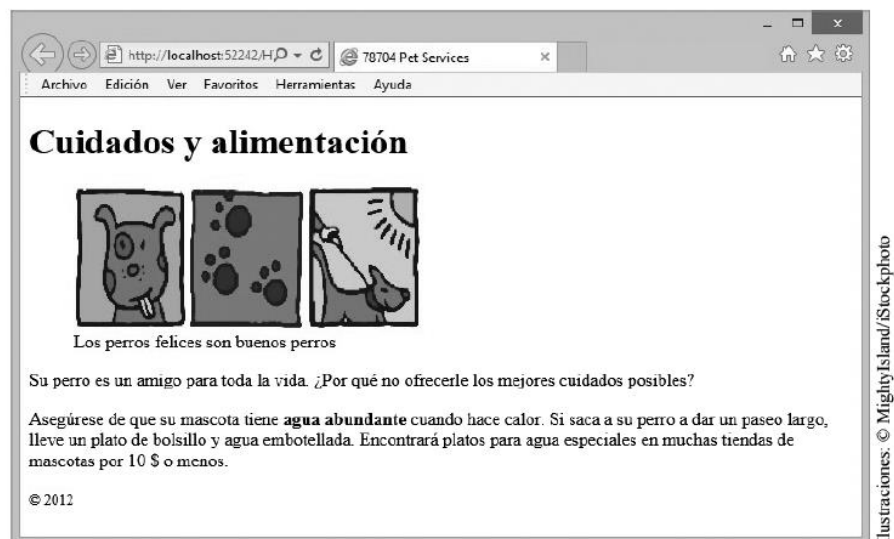 http://localhost:52242/H
78704 Pet Services
Archivo Edición Ver Favoritos Herramientas Ayuda
Cuidados y alimentación
Los perros felices son buenos perros
Su perro es un amigo para toda la vida. ¿Por qué no ofrecerle los mejores cuidados posibles?
Asegúrese de que su mascota tiene agua abundante cuando hace calor. Si saca a su perro a dar un paseo largo,
lleve un plato de bolsillo y agua embotellada. Encontrará platos para agua especiales en muchas tiendas de
mascotas por 10 $ o menos.
© 2012
Ilustraciones: © MightyIsland/iStockphoto